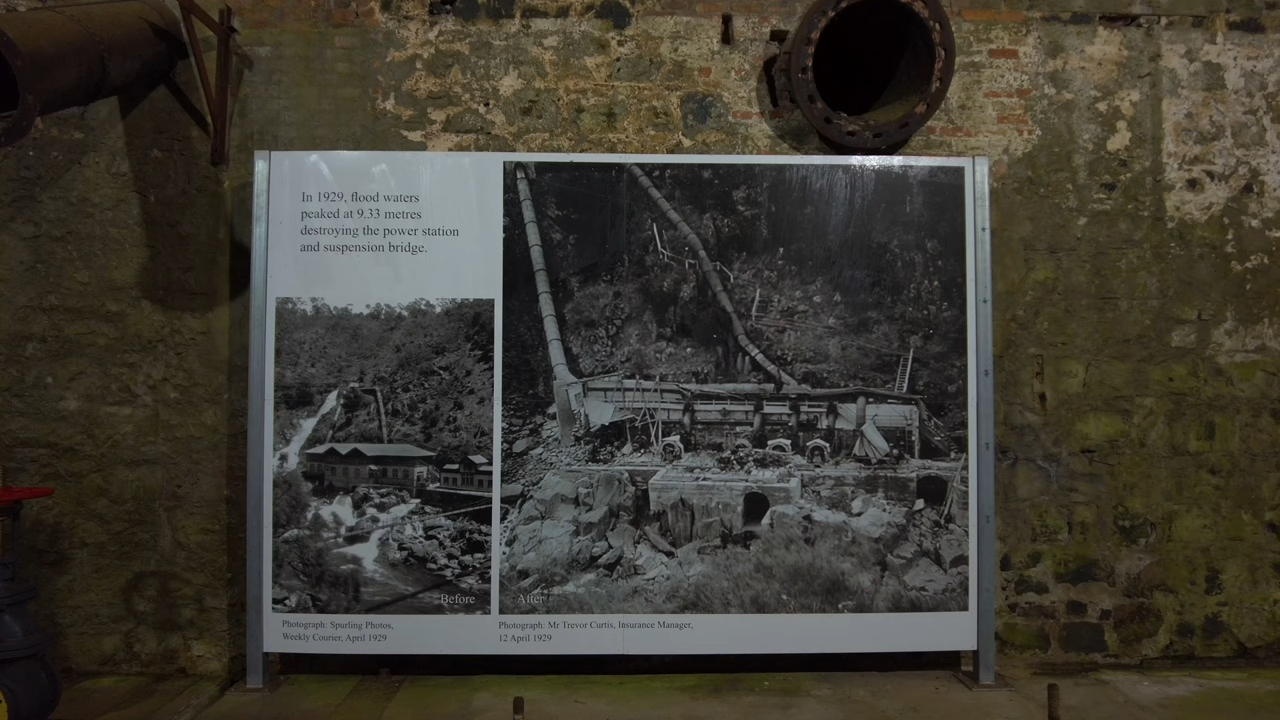 In 1929, flood waters
peaked at 9.33 metres
destroying the power station
and suspension bridge.
Before
After
Photograph: Spurling Photos,
Weekly Courier, April 1929
Photograph: Mr Trevor Curtis, Insurance Manager,
12 April 1929